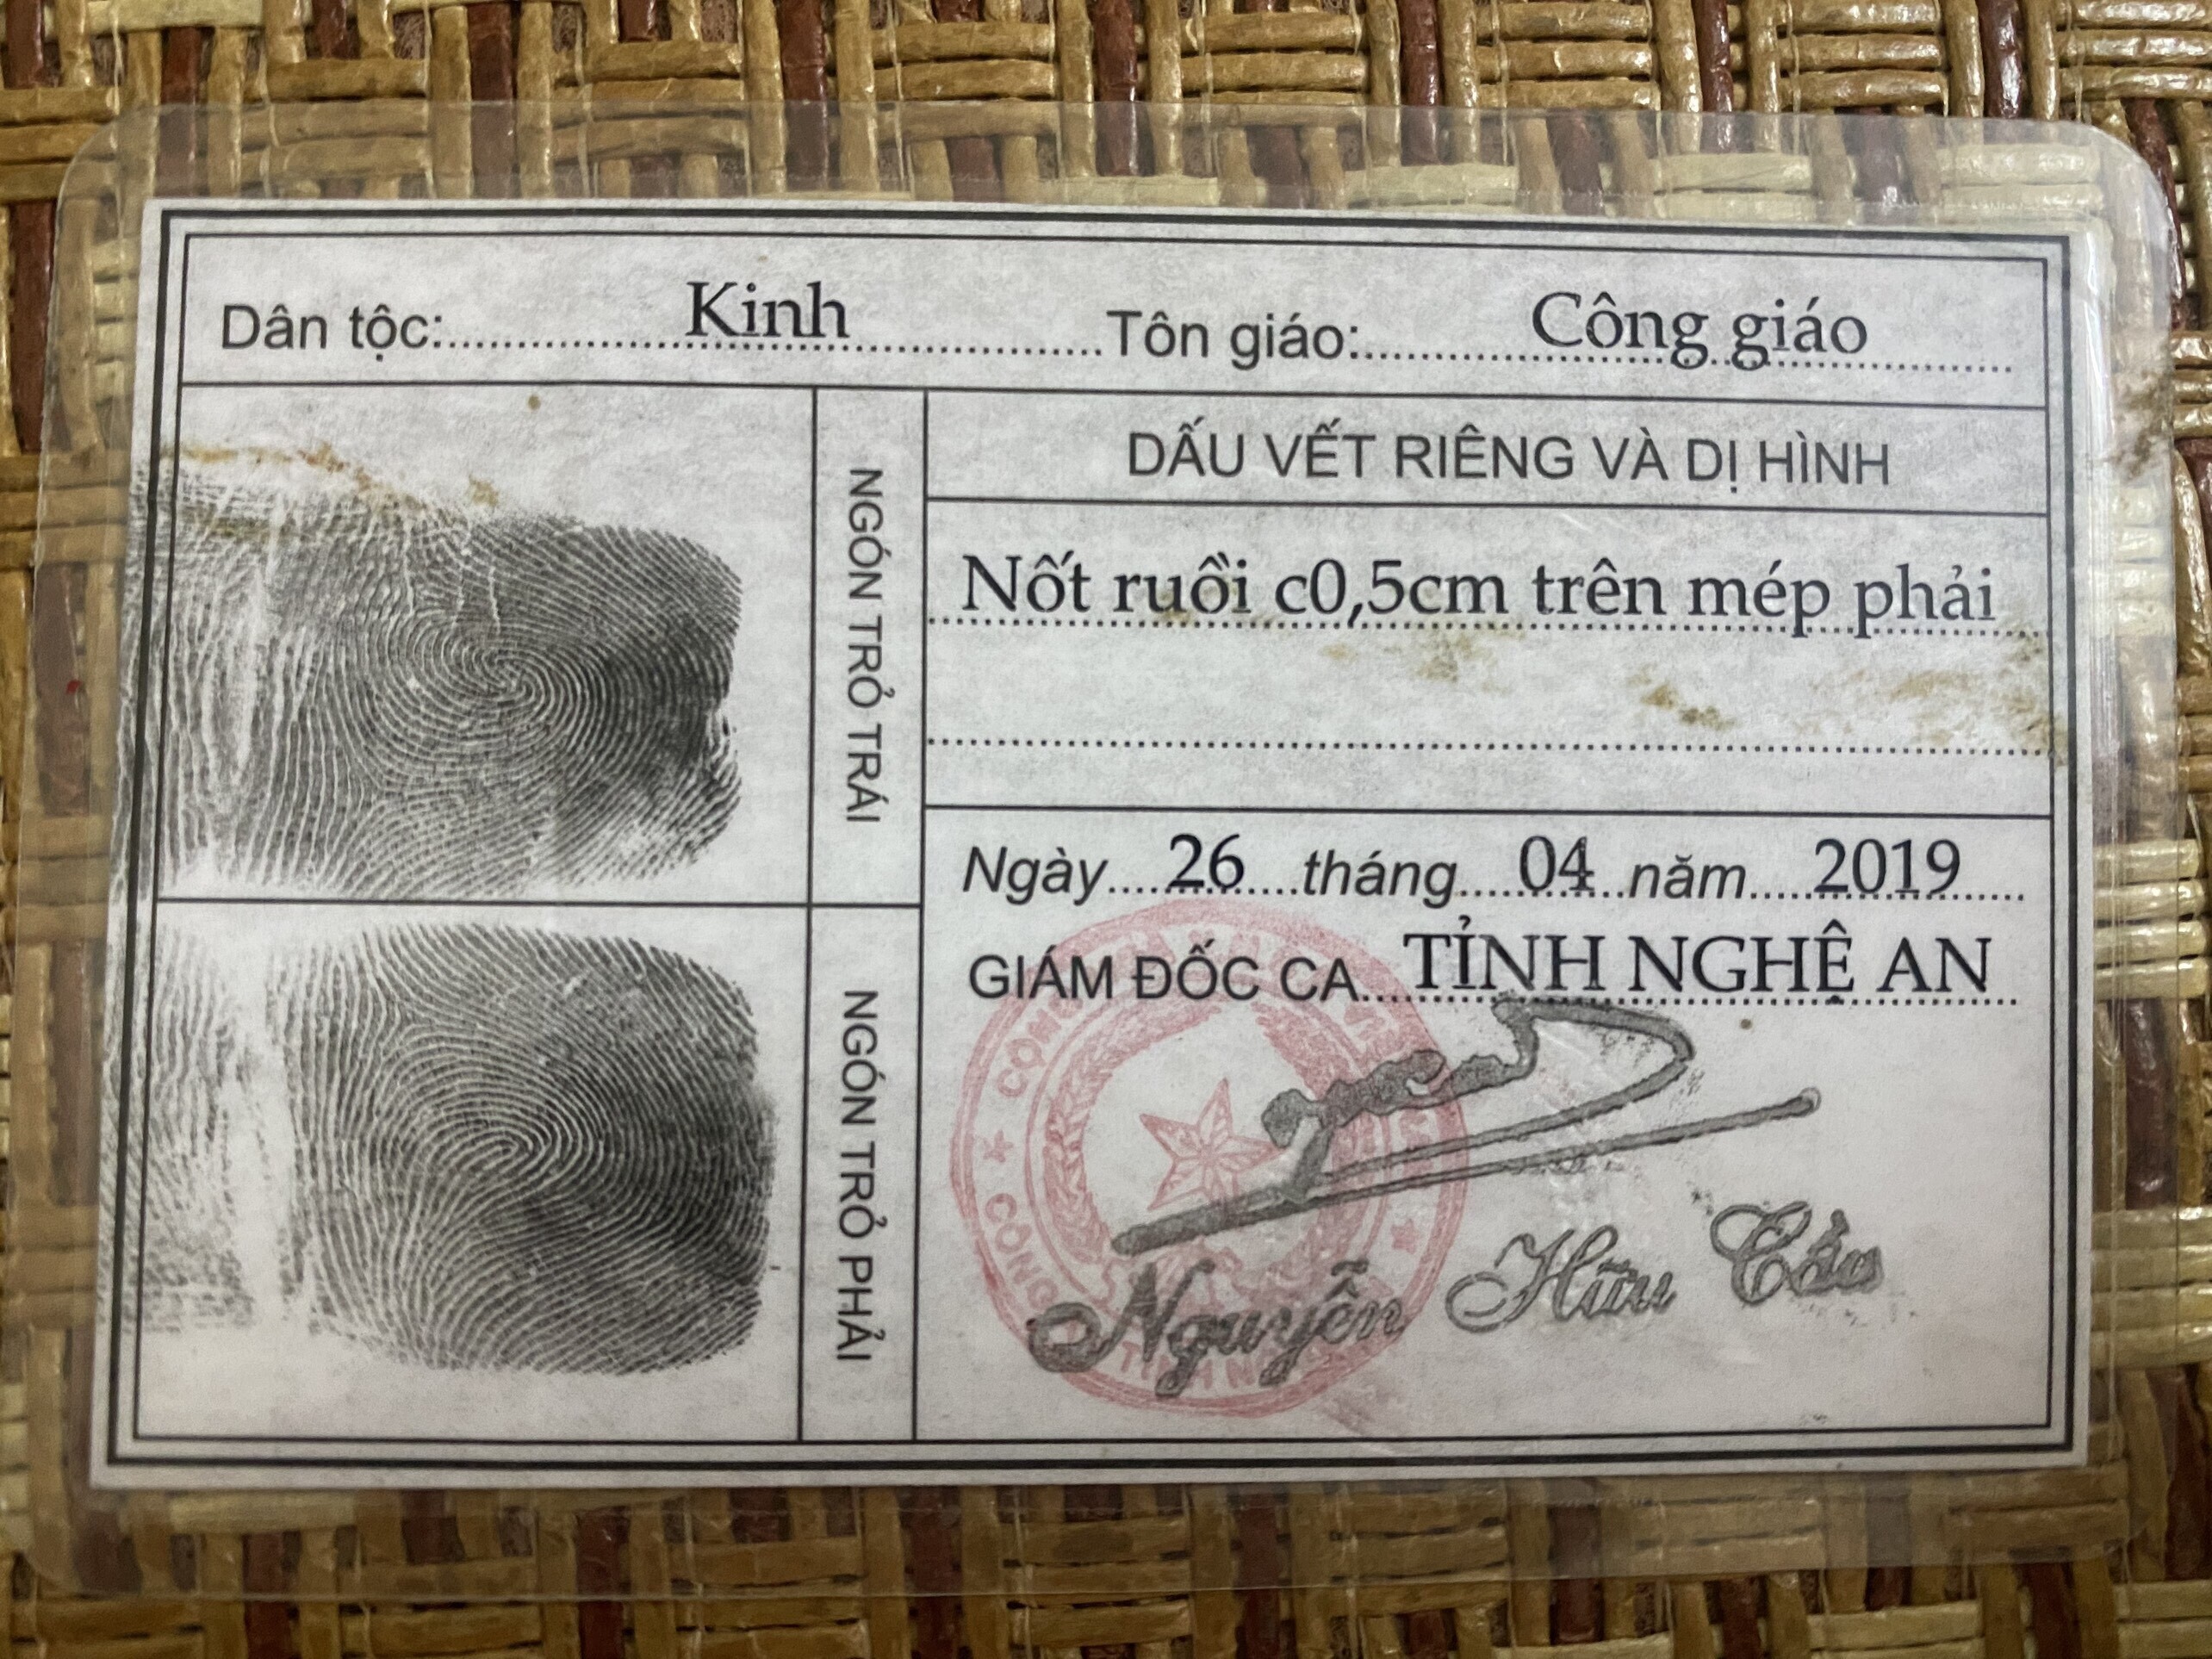 Dân tộc: Kinh Tôn giáo: Công giáo
NGÓN TRỎ TRÁI
DẤU VẾT RIÊNG VÀ DỊ HÌNH
Nốt ruồi c0,5cm trên mép phải
Ngày 26 tháng 04 năm 2019
GIÁM ĐỐC CA TỈNH NGHỆ AN
NGÓN TRỎ PHẢI
Nguyễn Hữu Cầu